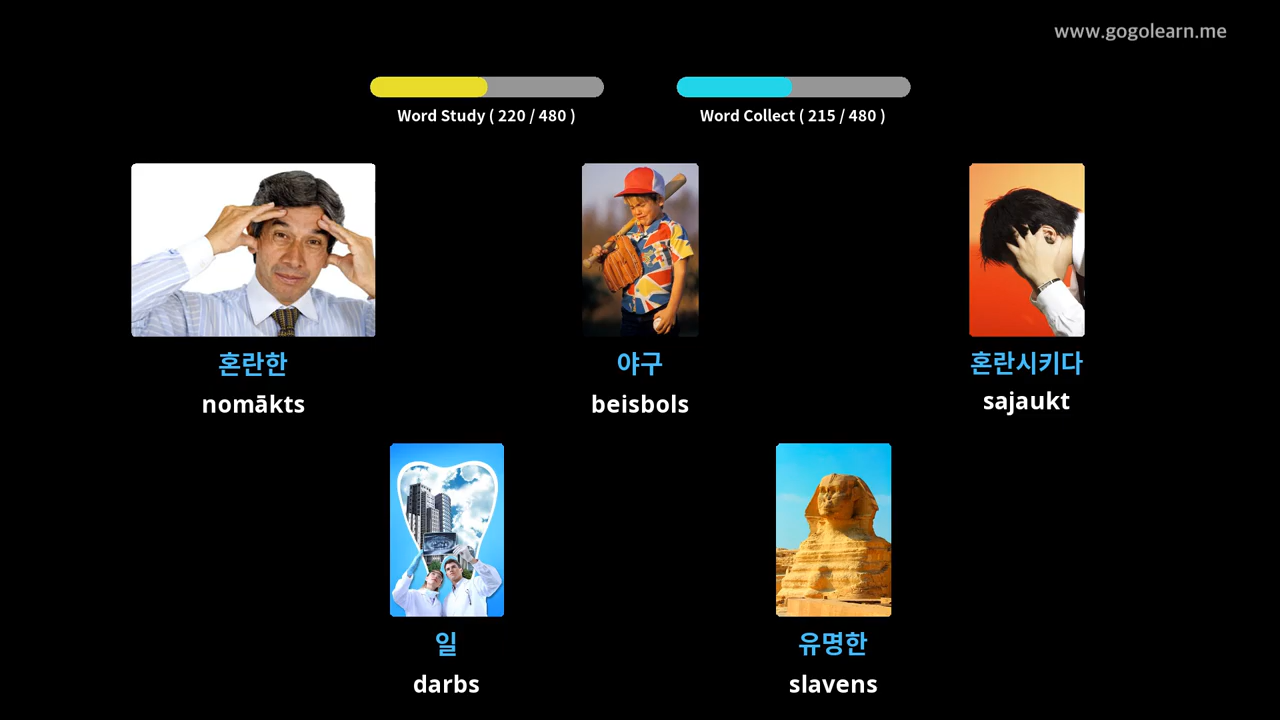 www.gogolearn.me
Word Study ( 220 / 480 )
Word Collect ( 215 / 480 )
혼란한
nomākts
야구
beisbols
혼란시키다
sajaukt
일
darbs
유명한
slavens